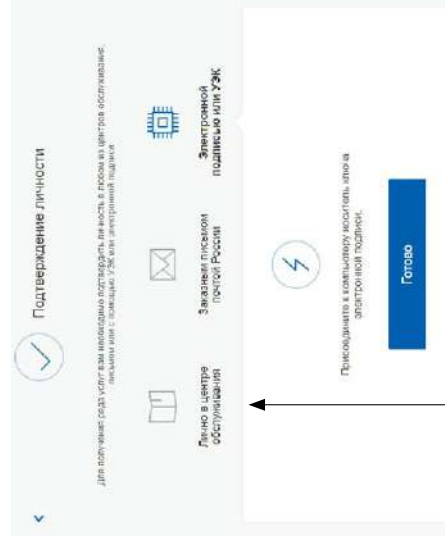 Подтверждение личности
Для получения ряда услуг вам необходимо подтвердить личность в любом из центров обслуживания,
письмом или с помощью УЭК или электронной подписи
Лично в центре
обслуживания
Заказным письмом
почтой России
Электронной
подписью или УЭК
Присоедините к компьютеру носитель ключа
электронной подписи.
Готово